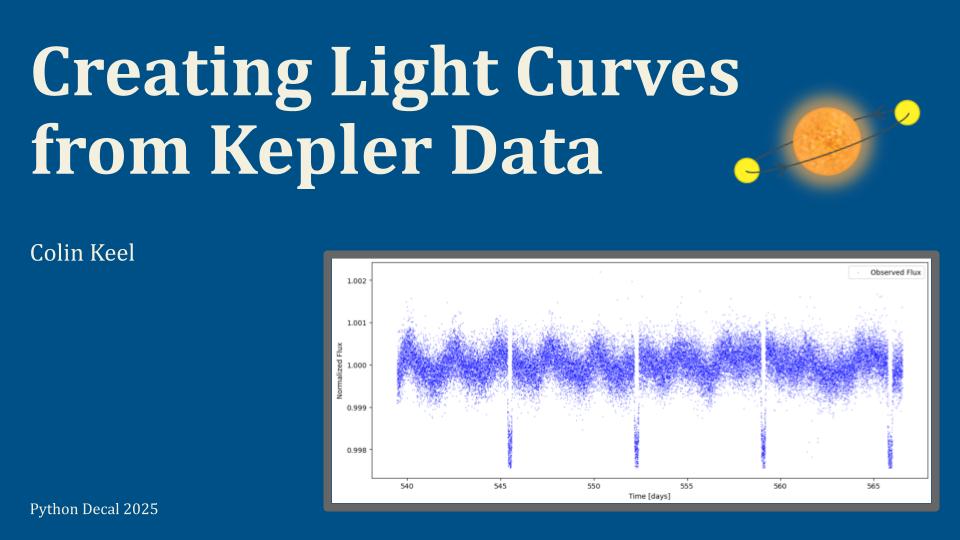 Creating Light Curves
from Kepler Data
Colin Keel
Observed Flux
1.002
1.001
1.000
0.999
0.998
Normalized Flux
540
545
550
555
560
565
Time [days]
Python Decal 2025